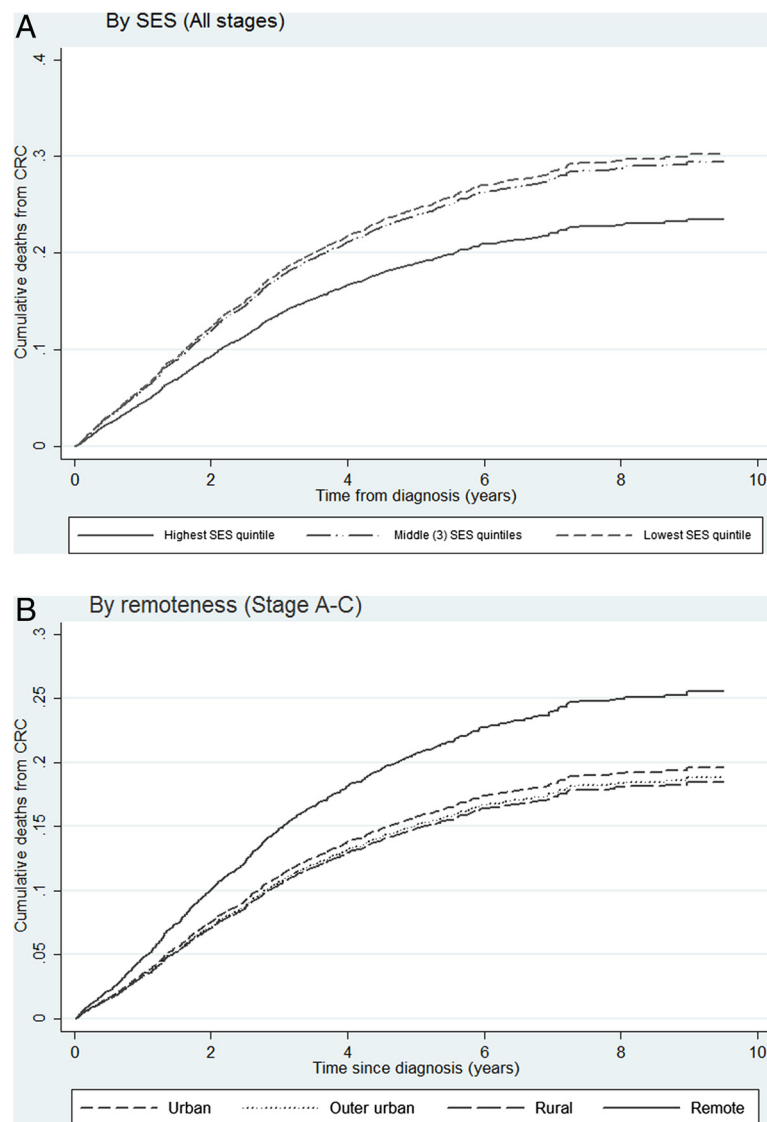 A
By SES (All stages)
Cumulative deaths from CRC
.4
.3
.2
.1
0
0 2 4 6 8 10
Time from diagnosis (years)
Highest SES quintile Middle (3) SES quintiles Lowest SES quintile
B
By remoteness (Stage A-C)
Cumulative deaths from CRC
.3
.25
.2
.15
.1
.05
0
0 2 4 6 8 10
Time since diagnosis (years)
Urban Outer urban Rural Remote